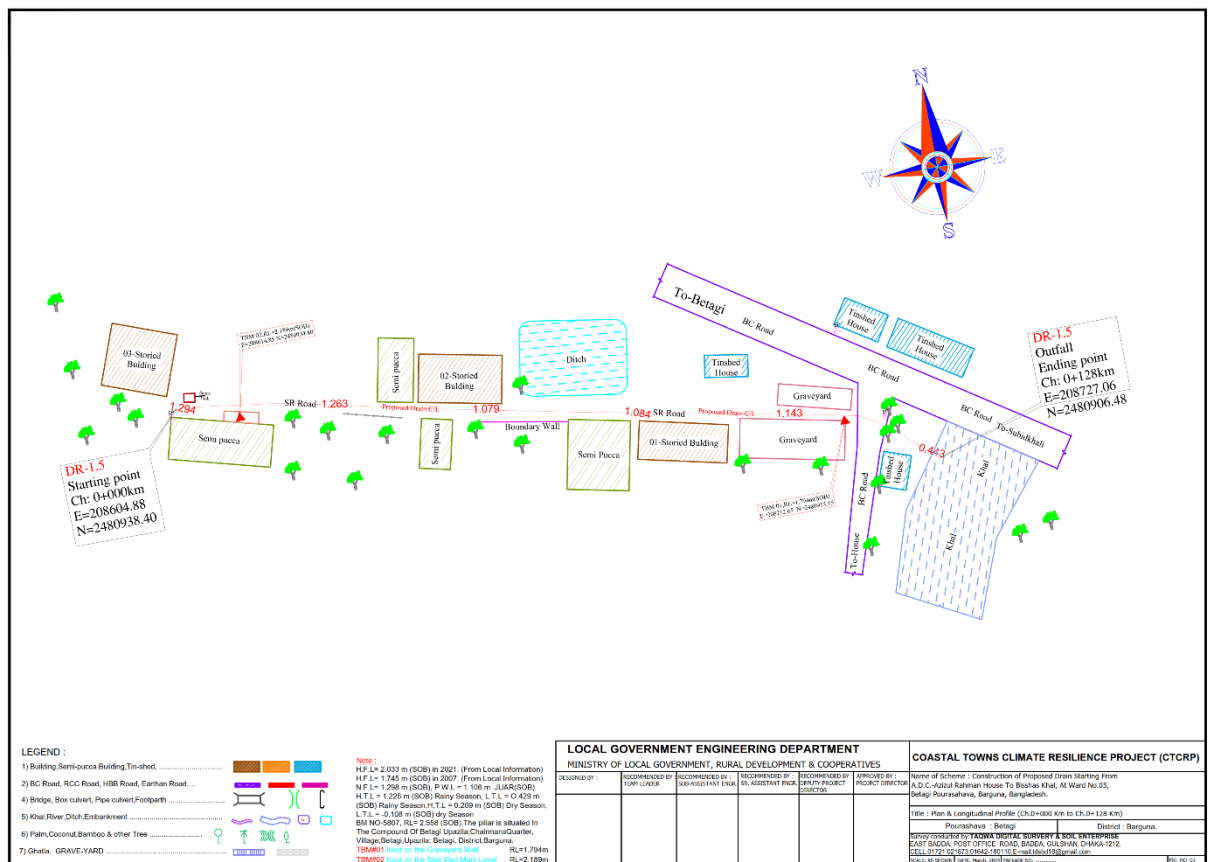 N
E
W
S
To-Betagi
BC Road
BC Road
BC Road
To-Subidkhali
Tinshed
House
Tinshed
House
Tinshed
House
Tinshed
House
DR-1.5
Outfall
Ending point
Ch: 0+128km
E=208727.06
N=2480906.48
03-Storied
Bulding
1.294
SR Road
1.263
Proposed Drain C/L
1.079
1.084
SR Road
Proposed Drain C/L
1.143
0.443
Semi pucca
Semi pucca
02-Storied
Bulding
Ditch
Semi pucca
Boundary Wall
Semi Pucca
01-Storied Bulding
Graveyard
Graveyard
BC Road
To-House
Khal
Khal
DR-1.5
Starting point
Ch: 0+000km
E=208604.88
N=2480938.40
LEGEND :
1) Building,Semi-pucca Building,Tin-shed, ...............................
2) BC Road, RCC Road, HBB Road, Earthan Road.....
4) Bridge, Box culvert, Pipe culvert,Footparth ......................
5) Khal,River,Ditch,Embankment ....................................
6) Palm,Coconut,Bamboo & other Tree ...........................
7) Ghatla, GRAVE-YARD ..........................................
Note :
H.F.L= 2.033 m (SOB) in 2021. (From Local Information)
H.F.L= 1.745 m (SOB) in 2007. (From Local Information)
N.F.L= 1.298 m (SOB), P.W.L = 1.106 m JUAR(SOB)
H.T.L = 1.226 m (SOB) Rainy Season, L.T.L = O.429 m
(SOB) Rainy Season,H.T.L = 0.209 m (SOB) Dry Season,
L.T.L = -0.108 m (SOB) dry Season
BM NO-5807, RL= 2.558 (SOB),The pillar is situated In
The Compound Of Betagi Upazila;ChairmansQuarter,
Village;Betagi,Upazila; Betagi, District;Barguna.
TBM#01 Kept on the Graveyard Wall RL=1.794m
TBM#02 Kept on the Stair Red Mark Level RL=2.189m
LOCAL GOVERNMENT ENGINEERING DEPARTMENT
MINISTRY OF LOCAL GOVERNMENT, RURAL DEVELOPMENT & COOPERATIVES
DESIGNED BY :
RECOMMENDED BY :
TEAM LEADER
RECOMMENDED BY :
SUB-ASSISTANT ENGR.
RECOMMENDED BY :
SR. ASSISTANT ENGR.
RECOMMENDED BY :
DEPUTY PROJECT
DIRECTOR
APPROVED BY :
PROJECT DIRECTOR
COASTAL TOWNS CLIMATE RESILIENCE PROJECT (CTCRP)
Name of Scheme : Construction of Proposed Drain Starting From
A.D.C.-Azizul Rahman House To Bisshas Khal, At Ward No.03,
Betagi Pourasahava, Barguna, Bangladesh.
Title : Plan & Longitudinal Profile (Ch.0+000 Km to Ch.0+128 Km)
Pourashava : Betagi
District : Barguna.
Survey conducted by: TAQWA DIGITAL SURVERY & SOIL ENTERPRISE
EAST BADDA, POST OFFICE ROAD, BADDA, GULSHAN, DHAKA-1212.